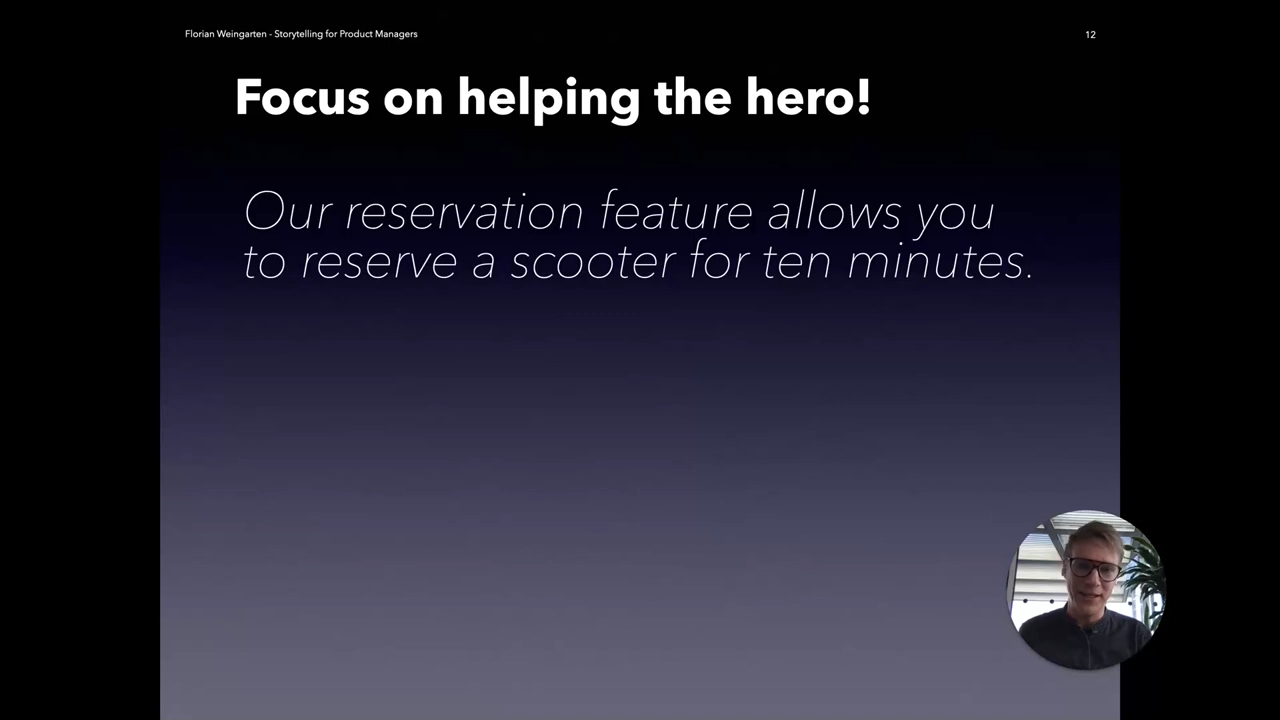 Florian Weingarten - Storytelling for Product Managers
12
Focus on helping the hero!
Our reservation feature allows you
to reserve a scooter for ten minutes.